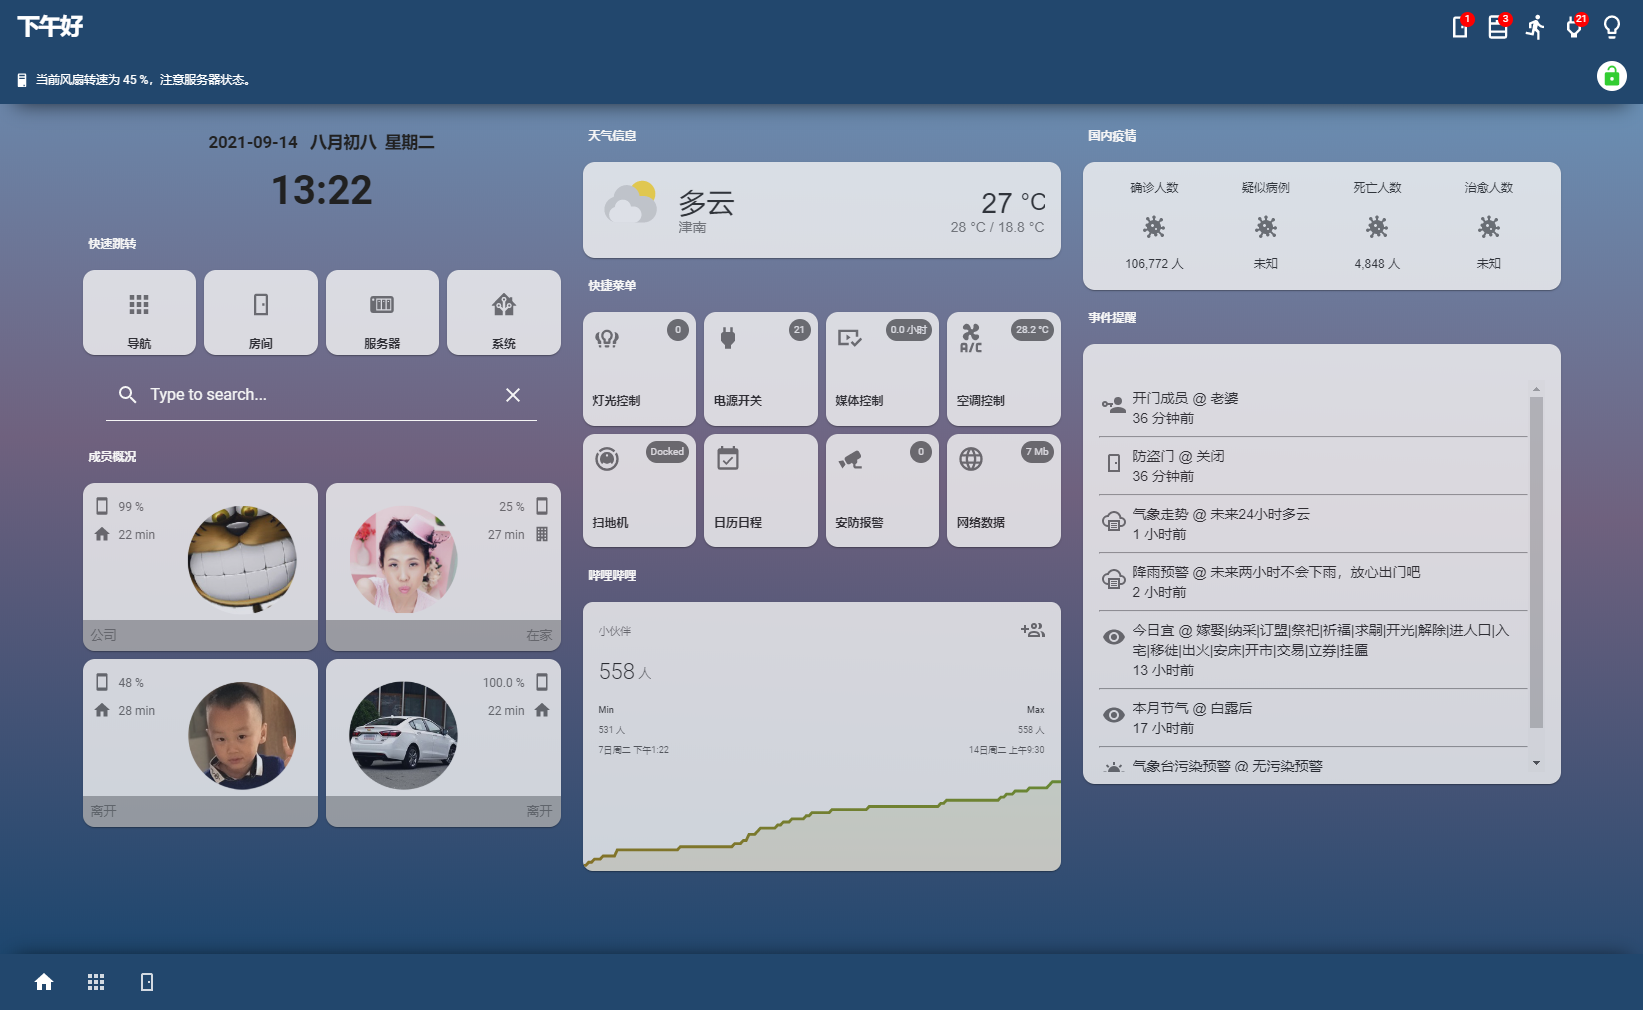 下午好
1
3
21
当前风扇转速为 45 %，注意服务器状态。
2021-09-14 八月初八 星期二
13:22
快速跳转
导航
房间
服务器
系统
Type to search...
成员概况
99 %
22 min
公司
25 %
27 min
在家
48 %
28 min
离开
100.0 %
22 min
离开
天气信息
多云
津南
27 °C
28 °C / 18.8 °C
快捷菜单
0
灯光控制
21
电源开关
0.0 小时
媒体控制
28.2 °C
A/C
空调控制
Docked
扫地机
日历日程
0
安防报警
7 Mb
网络数据
哔哩哔哩
小伙伴
558 人
Min
531 人
7日周二 下午1:22
Max
558 人
14日周二 上午9:30
国内疫情
确诊人数
106,772 人
疑似病例
未知
死亡人数
4,848 人
治愈人数
未知
事件提醒
开门成员 @ 老婆
36 分钟前
防盗门 @ 关闭
36 分钟前
气象走势 @ 未来24小时多云
1 小时前
降雨预警 @ 未来两小时不会下雨，放心出门吧
2 小时前
今日宜 @ 嫁娶|纳采|订盟|祭祀|祈福|求嗣|开光|解除|进人口|入
宅|移徙|出火|安床|开市|交易|立券|挂匾
13 小时前
本月节气 @ 白露后
17 小时前
气象台污染预警 @ 无污染预警